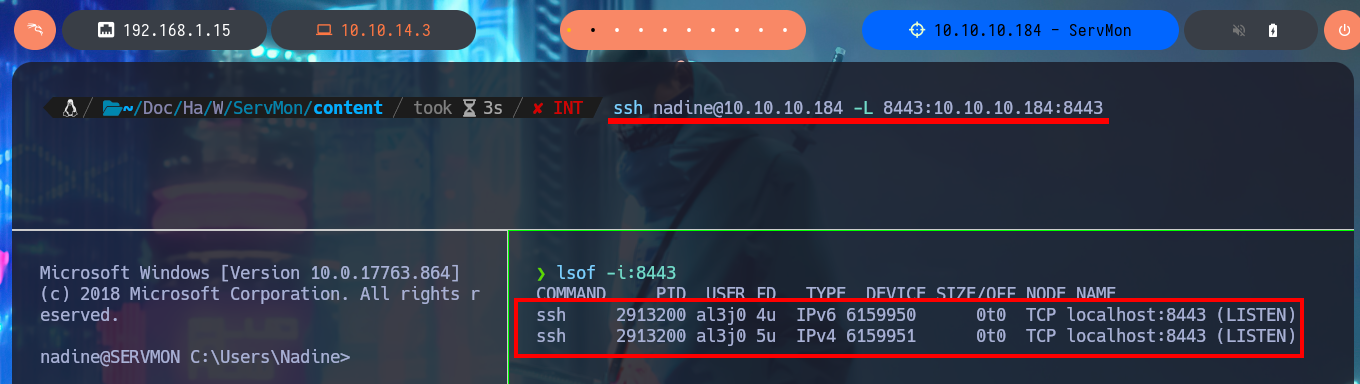 192.168.1.15
10.10.14.3
10.10.10.184 - ServMon
~/Doc/Ha/W/ServMon/content / took 3s / ✘ INT ssh nadine@10.10.10.184 -L 8443:10.10.10.184:8443
Microsoft Windows [Version 10.0.17763.864]
(c) 2018 Microsoft Corporation. All rights r
eserved.
nadine@SERVMON C:\Users\Nadine>
❯ lsof -i:8443
COMMAND PID USER FD TYPE DEVICE SIZE/OFF NODE NAME
ssh 2913200 al3j0 4u IPv6 6159950 0t0 TCP localhost:8443 (LISTEN)
ssh 2913200 al3j0 5u IPv4 6159951 0t0 TCP localhost:8443 (LISTEN)